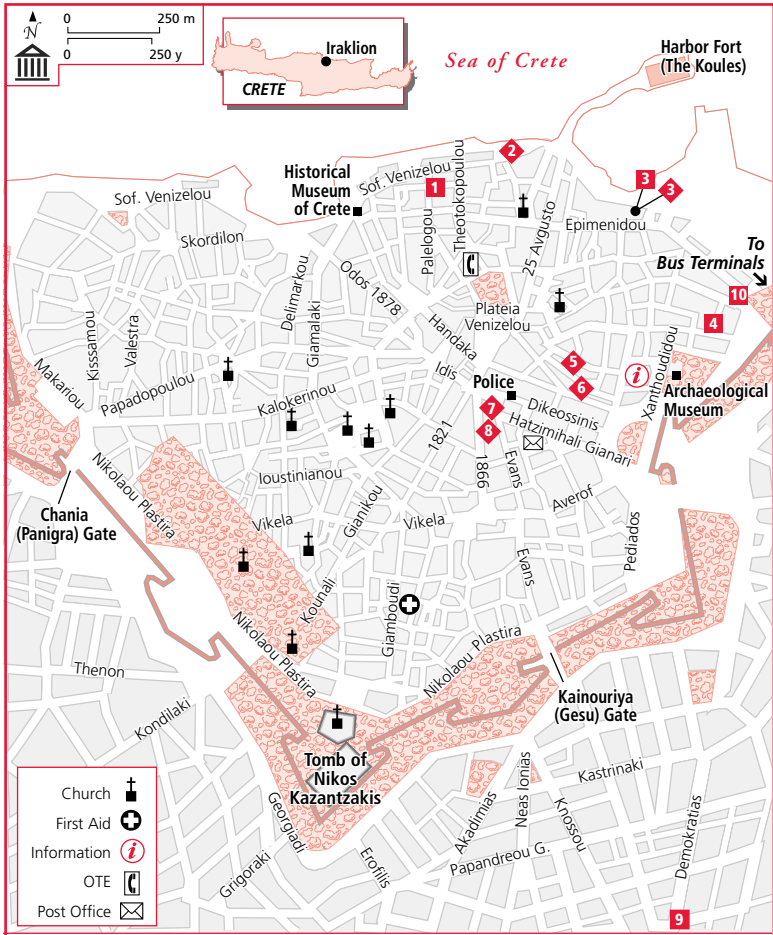 N
0
250 m
0
250 y
Iraklion
CRETE
Sea of Crete
Harbor Fort
(The Koules)
2
Historical
Museum
of Crete
Sof. Venizelou
1
Theotokopoulou
Palelogou
25 Avgusto
3
3
Epimenidou
To
Bus Terminals
10
4
Sof. Venizelou
Skordilon
Delimarkou
Giamalaki
Odos 1878
Plateia
Venizelou
Handaka
Idis
Kisssamou
Valestra
Makariou
Papadopoulou
Kalokerinou
Police
5
6
7
8
i
Xanthoudidou
Archaeological
Museum
Dikeossinis
Hatzimihali Gianari
1821
1866
Evans
Averof
Ioustinianou
Nikolaou Plastira
Chania
(Panigra) Gate
Vikela
Gianikou
Vikela
Pediados
Evans
Kounali
Giamboudi
Nikolaou Plastira
Nikolaou Plastira
Thenon
Kondilaki
Kainouriya
(Gesu) Gate
Tomb of
Nikos
Kazantzakis
Georgiadi
Grigoraki
Erofilis
Akadimias
Neas Ionias
Knossou
Kastrinaki
Papandreou G.
Demokratias
9
Church
First Aid
Information
i
OTE
Post Office